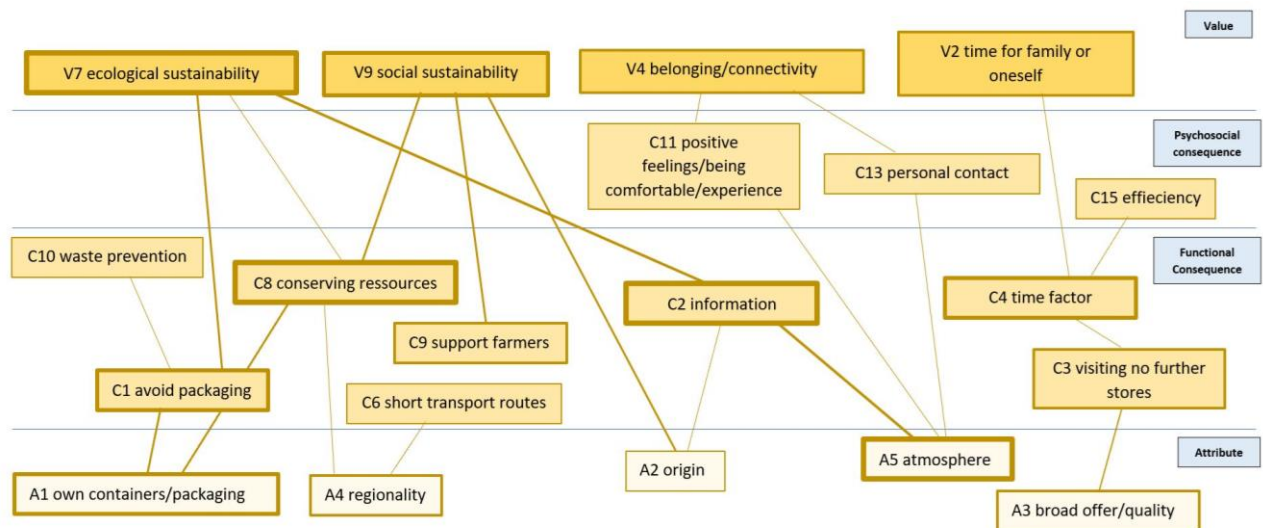 Value
V7 ecological sustainability
V9 social sustainability
V4 belonging/connectivity
V2 time for family or
oneself
Psychosocial
consequence
C11 positive
feelings/being
comfortable/experience
C13 personal contact
C15 effieciency
Functional
Consequence
C10 waste prevention
C8 conserving ressources
C2 information
C4 time factor
C9 support farmers
C1 avoid packaging
C6 short transport routes
C3 visiting no further
stores
Attribute
A1 own containers/packaging
A4 regionality
A2 origin
A5 atmosphere
A3 broad offer/quality